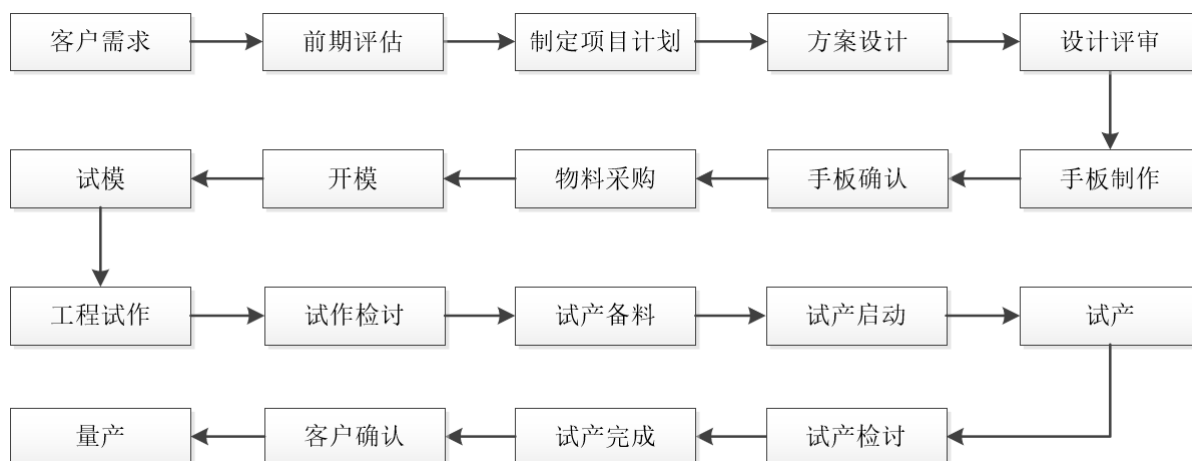 客户需求
前期评估
制定项目计划
方案设计
设计评审
手板制作
手板确认
物料采购
开模
试模
工程试作
试作检讨
试产备料
试产启动
试产
试产检讨
试产完成
客户确认
量产